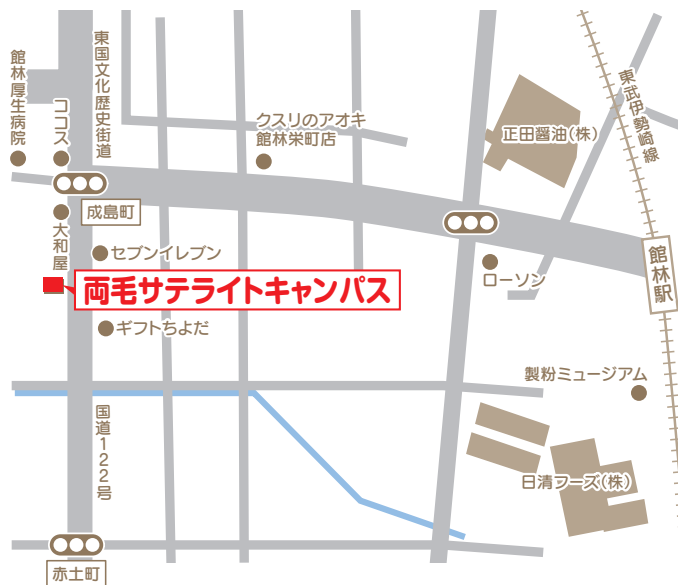 東国文化歴史街道
館林厚生病院
ココス
クスリのアオキ
館林栄町店
正田醤油(株)
東武伊勢崎線
成島町
大和屋
セブンイレブン
館林駅
ローソン
両毛サテライトキャンパス
ギフトちよだ
製粉ミュージアム
国道122号
日清フーズ(株)
赤土町